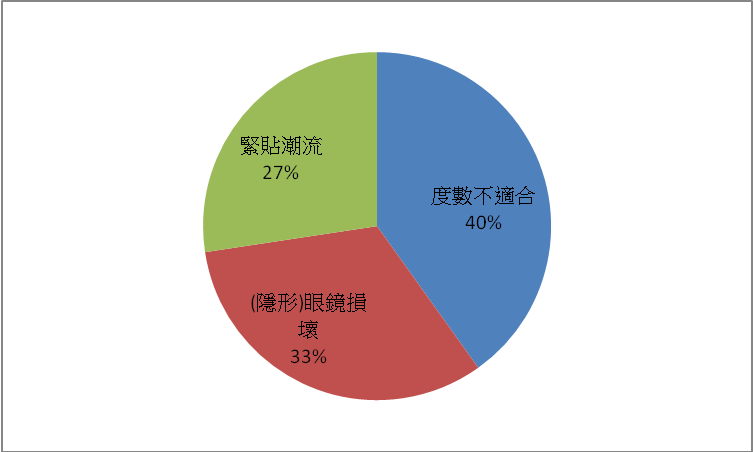 緊貼潮流
27%
度數不適合
40%
(隱形)眼鏡損
壞
33%